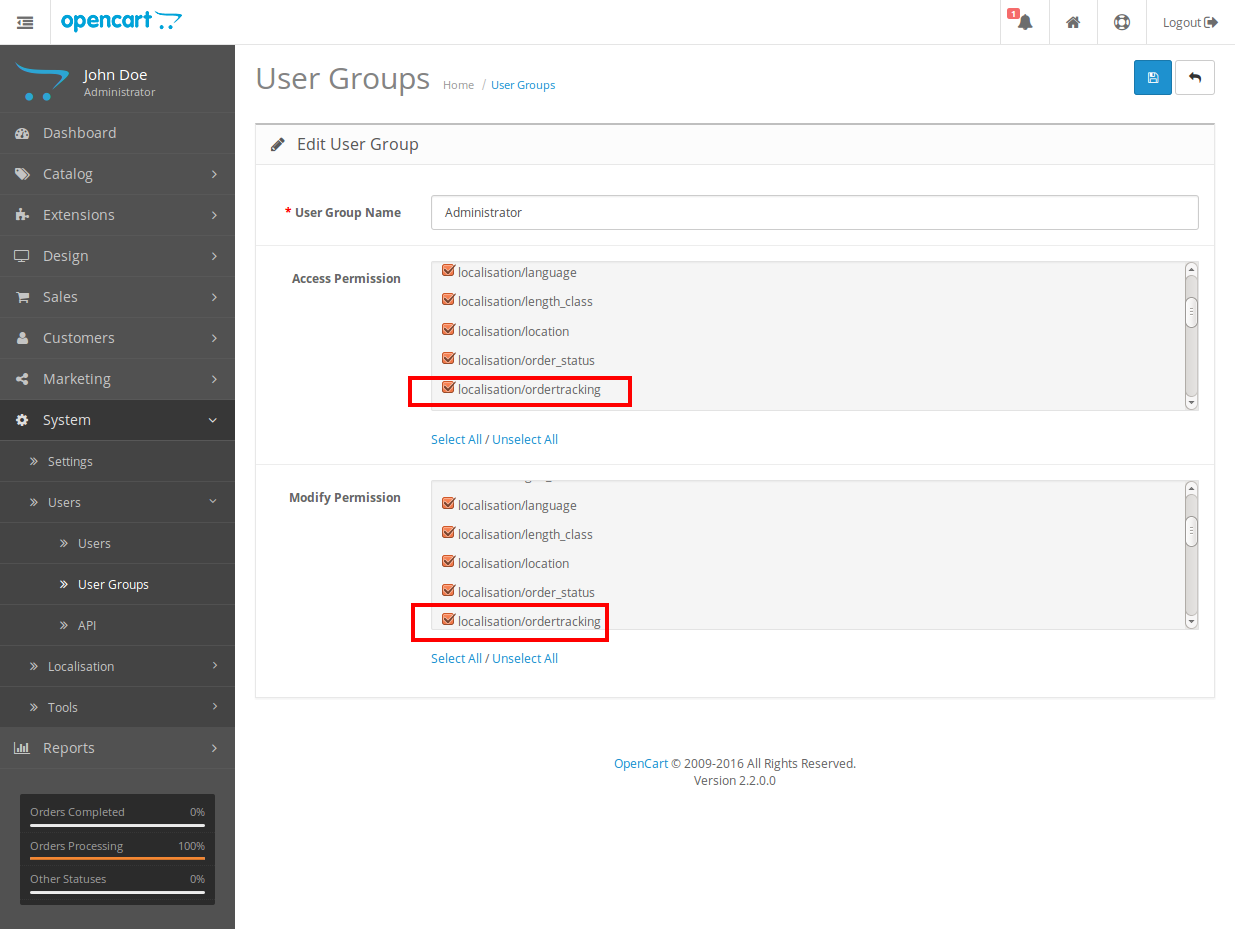 opencart
1
Logout
John Doe
Administrator
Dashboard
Catalog
Extensions
Design
Sales
Customers
Marketing
System
Settings
Users
Users
User Groups
API
Localisation
Tools
Reports
Orders Completed 0%
Orders Processing 100%
Other Statuses 0%
User Groups Home / User Groups
Edit User Group
* User Group Name Administrator
Access Permission
localisation/language
localisation/length_class
localisation/location
localisation/order_status
localisation/ordertracking
Select All / Unselect All
Modify Permission
localisation/language
localisation/length_class
localisation/location
localisation/order_status
localisation/ordertracking
Select All / Unselect All
OpenCart © 2009-2016 All Rights Reserved.
Version 2.2.0.0